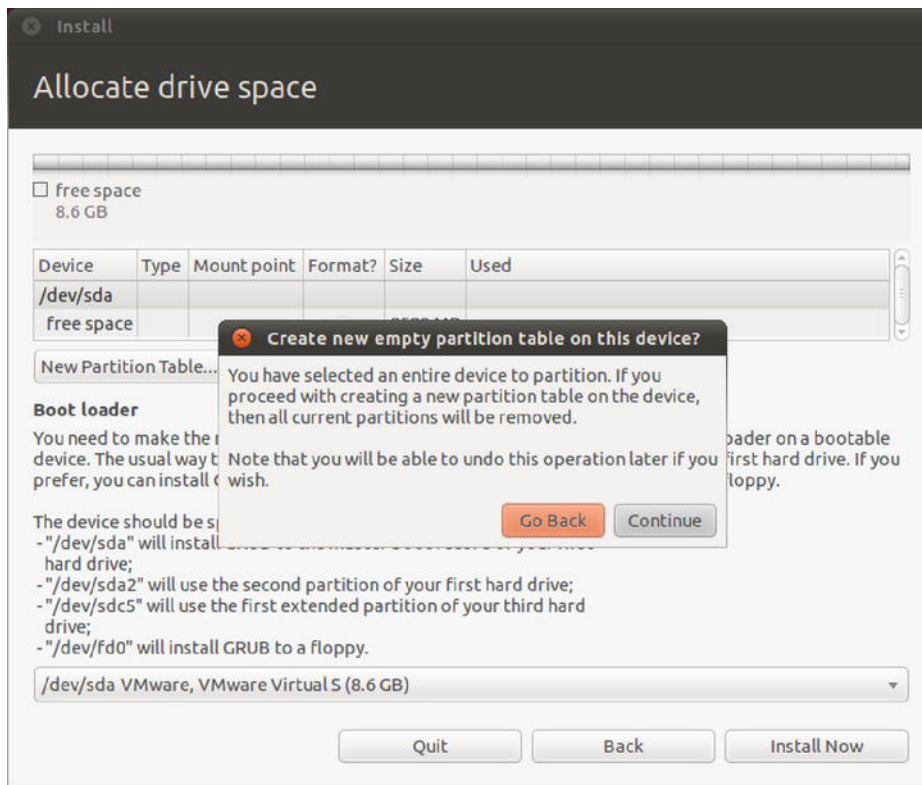 Install
Allocate drive space
free space
8.6 GB
Device Type Mount point Format? Size Used
/dev/sda
free space
Create new empty partition table on this device?
New Partition Table...
You have selected an entire device to partition. If you
proceed with creating a new partition table on the device,
then all current partitions will be removed.
Note that you will be able to undo this operation later if you
wish.
Go Back Continue
Boot loader
You need to make the
device. The usual way
prefer, you can install
on a bootable
first hard drive. If you
floppy.
The device should be
- "/dev/sda" will install
hard drive;
- "/dev/sda2" will use the second partition of your first hard drive;
- "/dev/sdc5" will use the first extended partition of your third hard
drive;
- "/dev/fd0" will install GRUB to a floppy.
/dev/sda VMware, VMware Virtual S (8.6 GB)
Quit Back Install Now